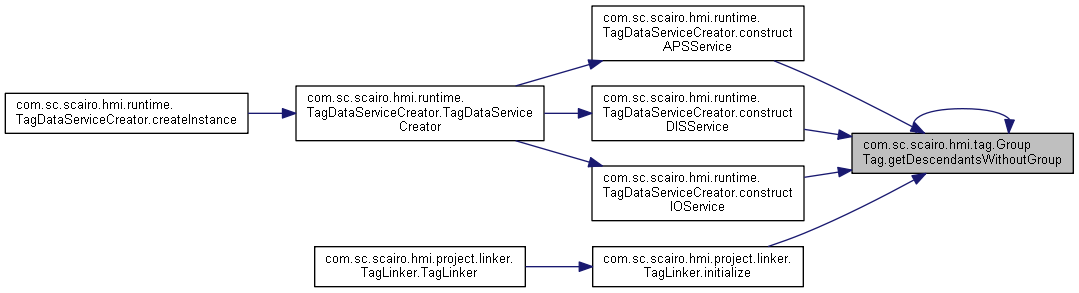 com.sc.scairo.hmi.runtime.
TagDataServiceCreator.createInstance
com.sc.scairo.hmi.runtime.
TagDataServiceCreator.TagDataService
Creator
com.sc.scairo.hmi.runtime.
TagDataServiceCreator.construct
APSService
com.sc.scairo.hmi.runtime.
TagDataServiceCreator.construct
DISService
com.sc.scairo.hmi.runtime.
TagDataServiceCreator.construct
IOService
com.sc.scairo.hmi.tag.Group
Tag.getDescendantsWithoutGroup
com.sc.scairo.hmi.project.linker.
TagLinker.TagLinker
com.sc.scairo.hmi.project.linker.
TagLinker.initialize